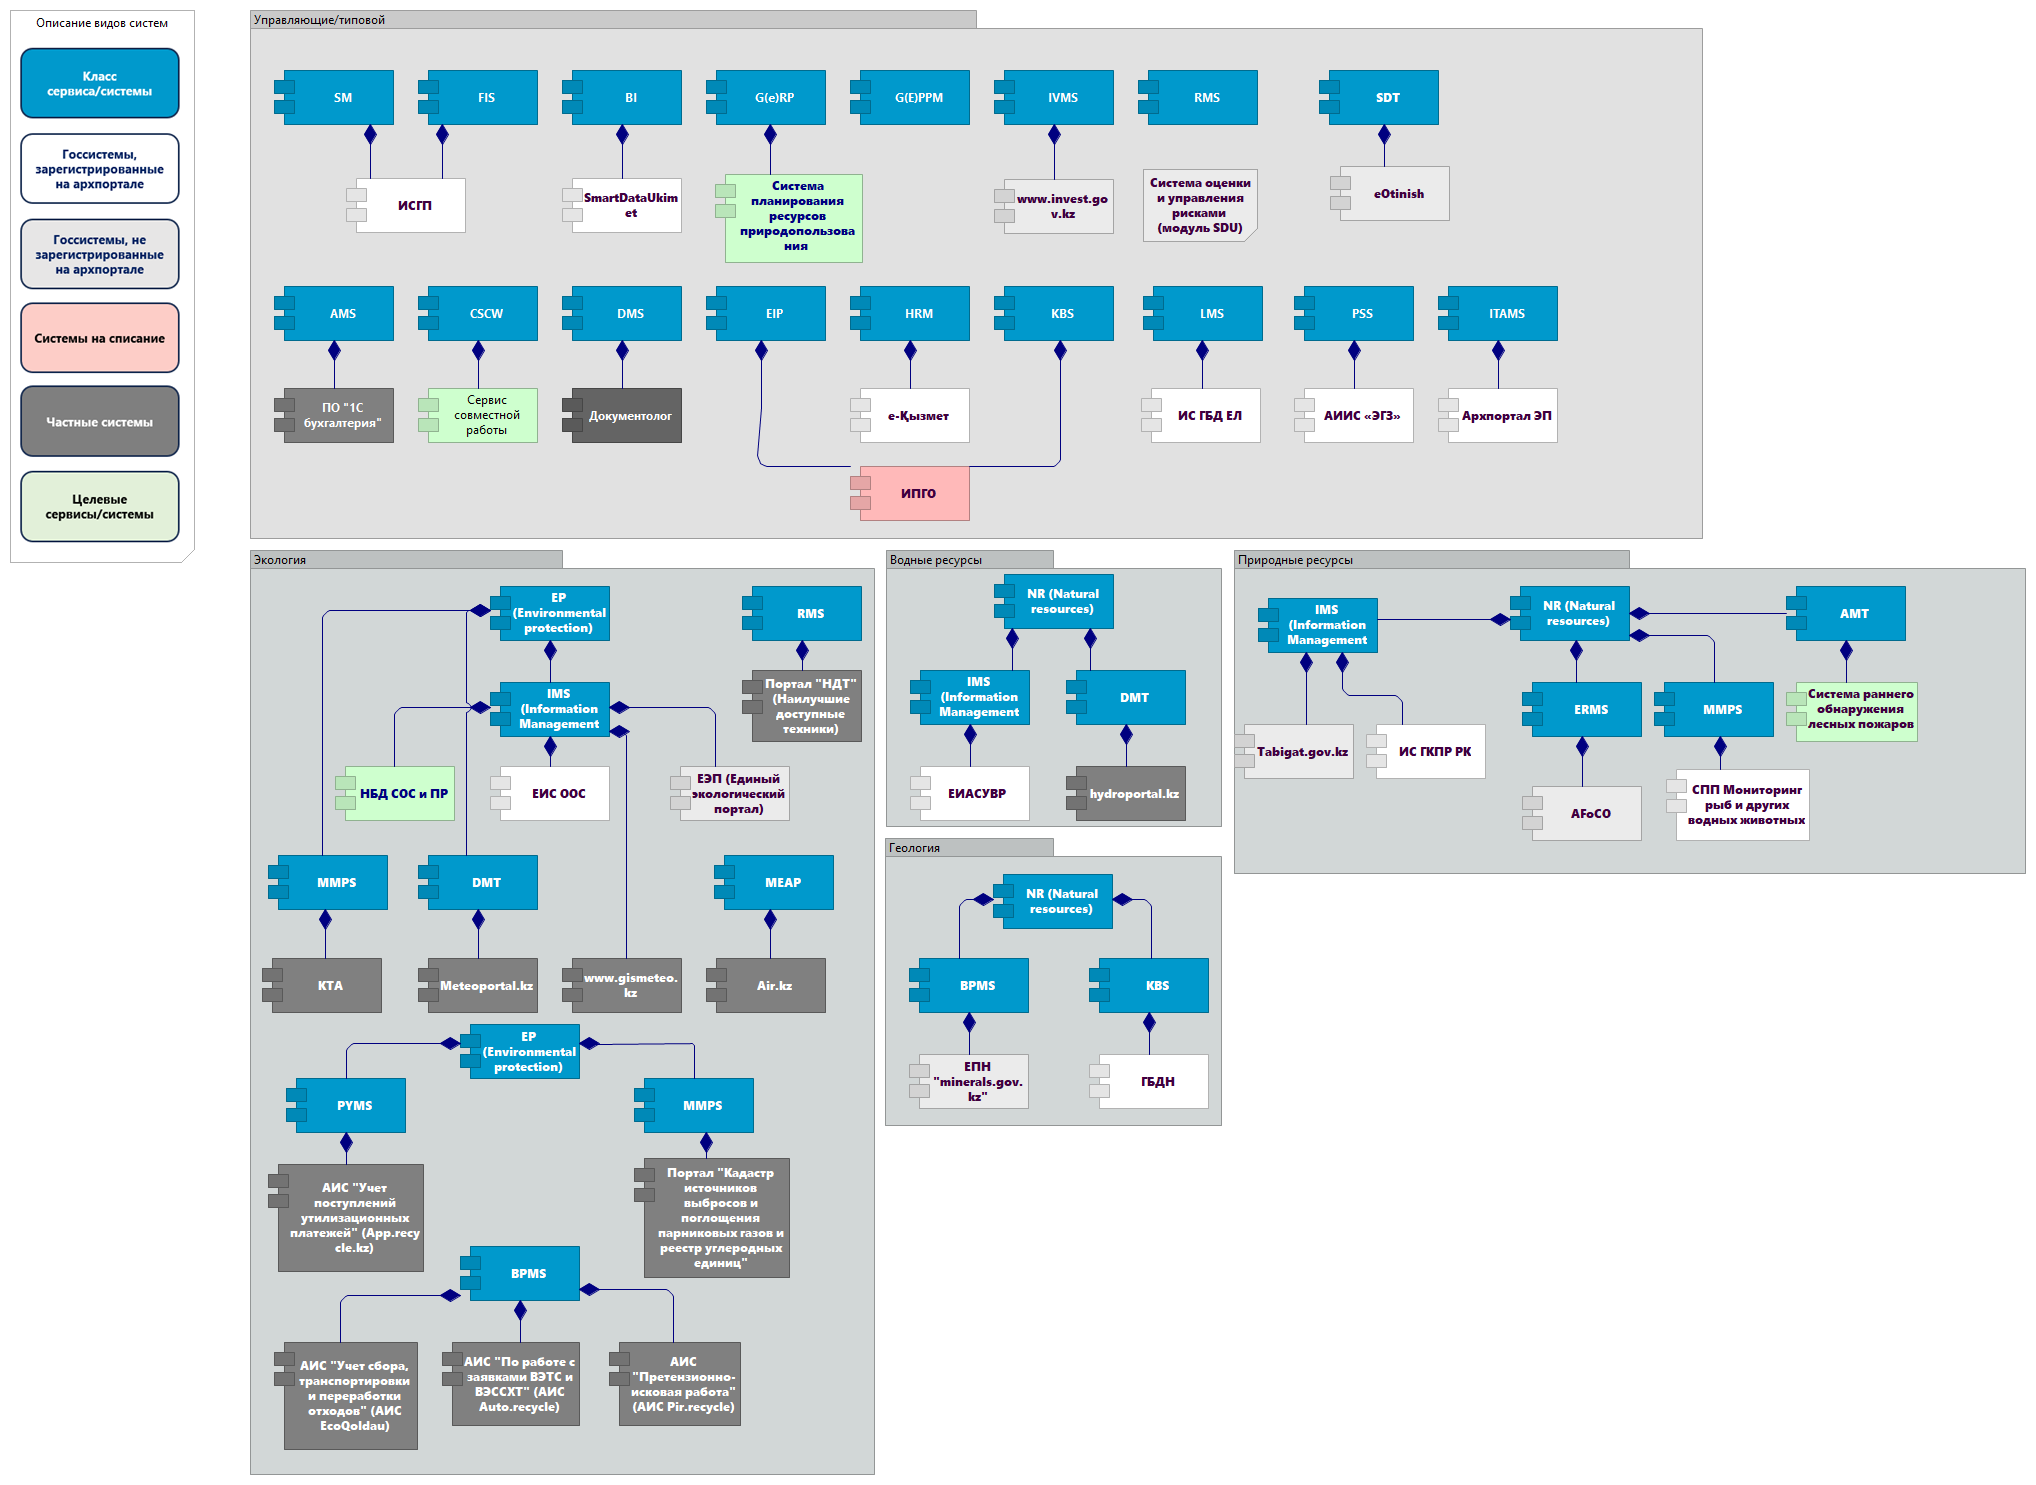 Описание видов систем
Класс
сервиса/системы
Госсистемы,
зарегистрированные
на архпортале
Госсистемы, не
зарегистрированные
на архпортале
Системы на списание
Частные системы
Целевые
сервисы/системы
Управляющие/типовой
SM
FIS
BI
G(e)RP
G(E)PPM
IVMS
RMS
SDT
ИСГП
SmartDataUkim
et
Система
планирования
ресурсов
природопользова
ния
www.invest.go
v.kz
Система оценки
и управления
рисками
(модуль SDU)
eOtinish
AMS
CSCW
DMS
EIP
HRM
KBS
LMS
PSS
ITAMS
ПО "1С
бухгалтерия"
Сервис
совместной
работы
Документолог
е-Қызмет
ИС ГБД ЕЛ
АИИС «ЭГЗ»
Архпортал ЭП
ИПГО
Экология
EP
(Environmental
protection)
RMS
IMS
(Information
Management
Портал "НДТ"
(Наилучшие
доступные
техники)
НБД СОС и ПР
ЕИС ООС
ЕЭП (Единый
экологический
портал)
MMPS
DMT
MEAP
КТА
Meteoportal.kz
www.gismeteo.
kz
Air.kz
EP
(Environmental
protection)
PYMS
MMPS
АИС "Учет
поступлений
утилизационных
платежей" (App.recy
cle.kz)
Портал "Кадастр
источников
выбросов и
поглощения
парниковых газов и
реестр углеродных
единиц"
BPMS
АИС "Учет сбора,
транспортировки
и переработки
отходов" (АИС
EcoQoldau)
АИС "По работе с
заявками ВЭТС и
ВЭССХТ" (АИС
Auto.recycle)
АИС
"Претензионно-
исковая работа"
(АИС Pir.recycle)
Водные ресурсы
NR (Natural
resources)
IMS
(Information
Management
DMT
ЕИАСУВР
hydroportal.kz
Геология
NR (Natural
resources)
BPMS
KBS
ЕПН
"minerals.gov.
kz"
ГБДН
Природные ресурсы
IMS
(Information
Management
NR (Natural
resources)
AMT
ERMS
MMPS
Система раннего
обнаружения
лесных пожаров
Tabigat.gov.kz
ИС ГКПР РК
AFoCO
СПП Мониторинг
рыб и других
водных животных